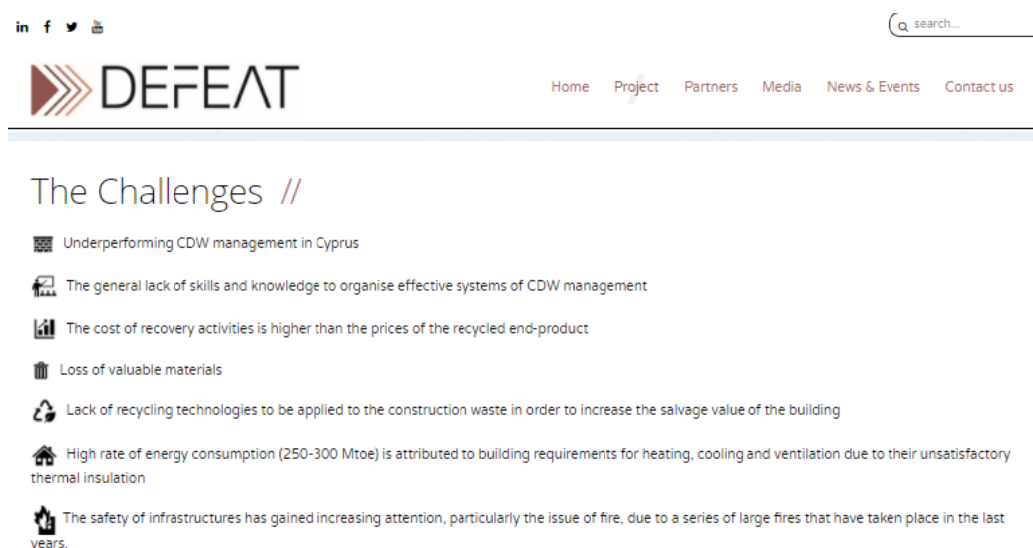 in f
search...
DEFEAT
Home Project Partners Media News & Events Contact us
The Challenges //
Underperforming CDW management in Cyprus
The general lack of skills and knowledge to organise effective systems of CDW management
The cost of recovery activities is higher than the prices of the recycled end-product
Loss of valuable materials
Lack of recycling technologies to be applied to the construction waste in order to increase the salvage value of the building
High rate of energy consumption (250-300 Mtoe) is attributed to building requirements for heating, cooling and ventilation due to their unsatisfactory
thermal insulation
The safety of infrastructures has gained increasing attention, particularly the issue of fire, due to a series of large fires that have taken place in the last
years.